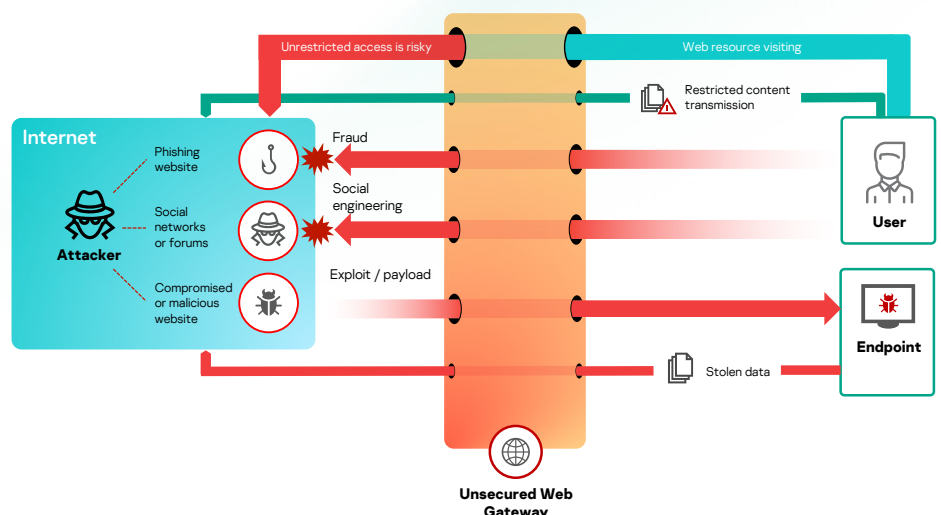 Unrestricted access is risky
Web resource visiting
Restricted content
transmission
Internet
Phishing
website
Fraud
Social
engineering
Attacker
Social
networks
or forums
User
Exploit / payload
Compromised
or malicious
website
Endpoint
Stolen data
Unsecured Web
Gateway